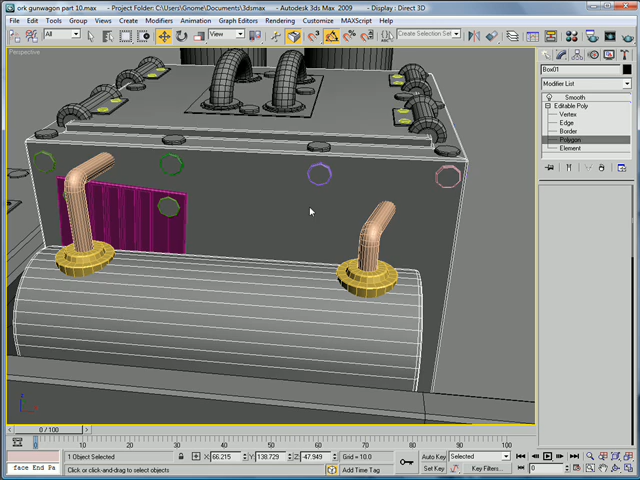 ork gunwagon part 10.max - Project Folder: C:\Users\Gnome\Documents\3dsmax - Autodesk 3ds Max 2009 - Display : Direct 3D
File Edit Tools Group Views Create Modifiers Animation Graph Editors Rendering Customize MAXScript Help
All View Create Selection Set
Perspective
Box01
Modifier List
Smooth
Editable Poly
Vertex
Edge
Border
Polygon
Element
0 / 100
0 10 20 30 40 50 60 70 80 90 100
1 Object Selected X: 66.215 Y: 138.729 Z: -47.949 Grid = 10.0 Auto Key Selected
face End Pa Click or click-and-drag to select objects Add Time Tag Set Key Key Filters... 0